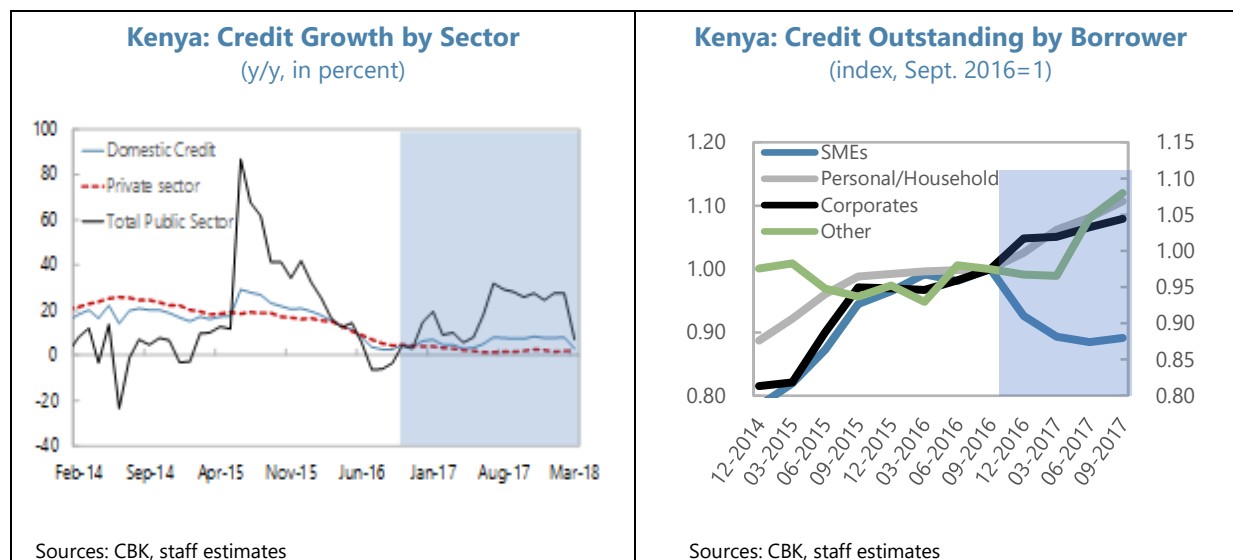 Kenya: Credit Growth by Sector
(y/y, in percent)
100
80
60
40
20
0
-20
-40
Domestic Credit
Private sector
Total Public Sector
Feb-14 Sep-14 Apr-15 Nov-15 Jun-16 Jan-17 Aug-17 Mar-18
Sources: CBK, staff estimates
Kenya: Credit Outstanding by Borrower
(index, Sept. 2016=1)
1.20
1.10
1.00
0.90
0.80
SMEs
Personal/Household
Corporates
Other
1.15
1.10
1.05
1.00
0.95
0.90
0.85
0.80
12-2014
03-2015
06-2015
09-2015
12-2015
03-2016
06-2016
09-2016
12-2016
03-2017
06-2017
09-2017
Sources: CBK, staff estimates